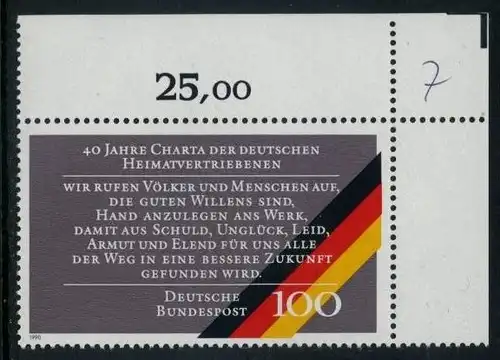 25,00
7
40 JAHRE CHARTA DER DEUTSCHEN
HEIMATVERTRIEBENEN
WIR RUFEN VÖLKER UND MENSCHEN AUF,
DIE GUTEN WILLENS SIND,
HAND ANZULEGEN ANS WERK,
DAMIT AUS SCHULD, UNGLÜCK, LEID,
ARMUT UND ELEND FÜR UNS ALLE
DER WEG IN EINE BESSERE ZUKUNFT
GEFUNDEN WIRD.
DEUTSCHE
BUNDESPOST 100
1990